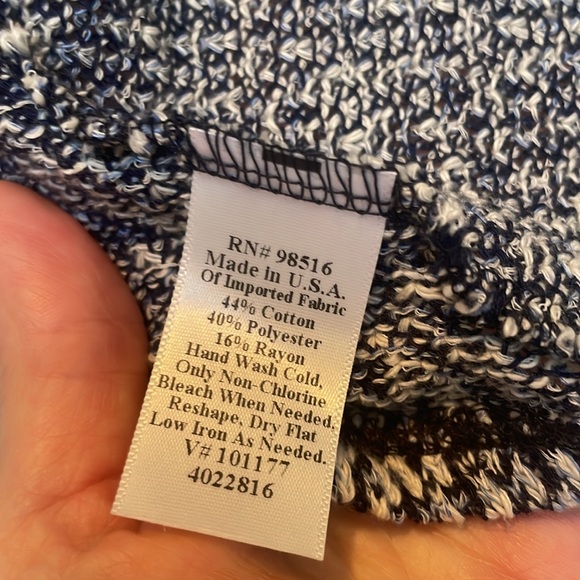 RN# 98516
Made in U.S.A.
Of Imported Fabric
44% Cotton
40% Polyester
16% Rayon
Hand Wash Cold,
Only Non-Chlorine
Bleach When Needed,
Reshape, Dry Flat
Low Iron As Needed.
V# 101177
4022816